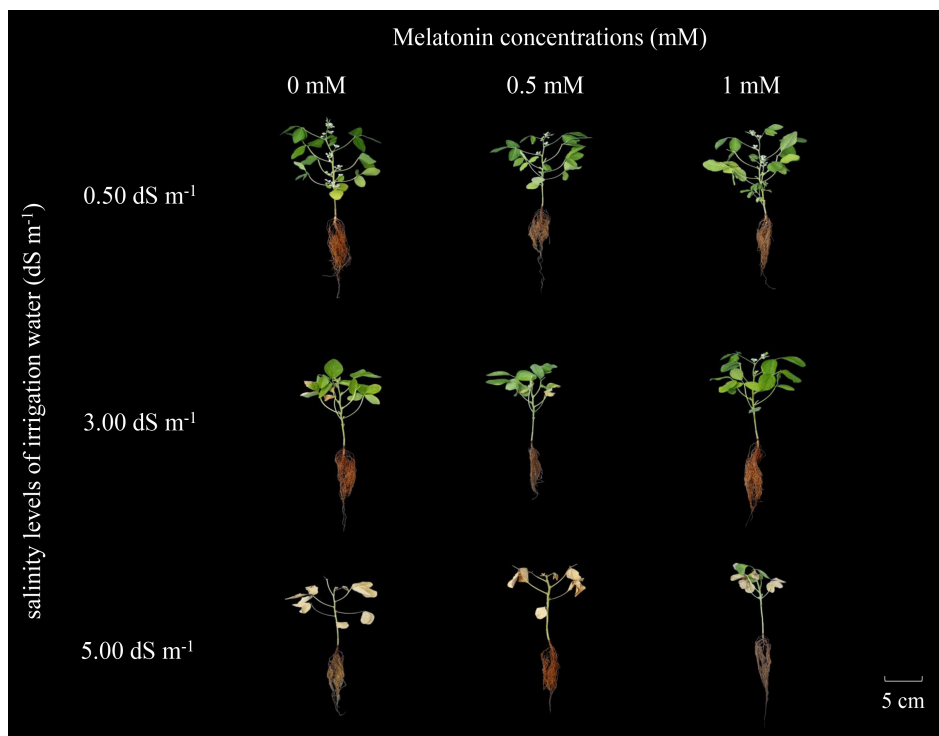 Melatonin concentrations (mM)
0 mM 0.5 mM 1 mM
salinity levels of irrigation water (dS m⁻¹)
0.50 dS m⁻¹
3.00 dS m⁻¹
5.00 dS m⁻¹
5 cm